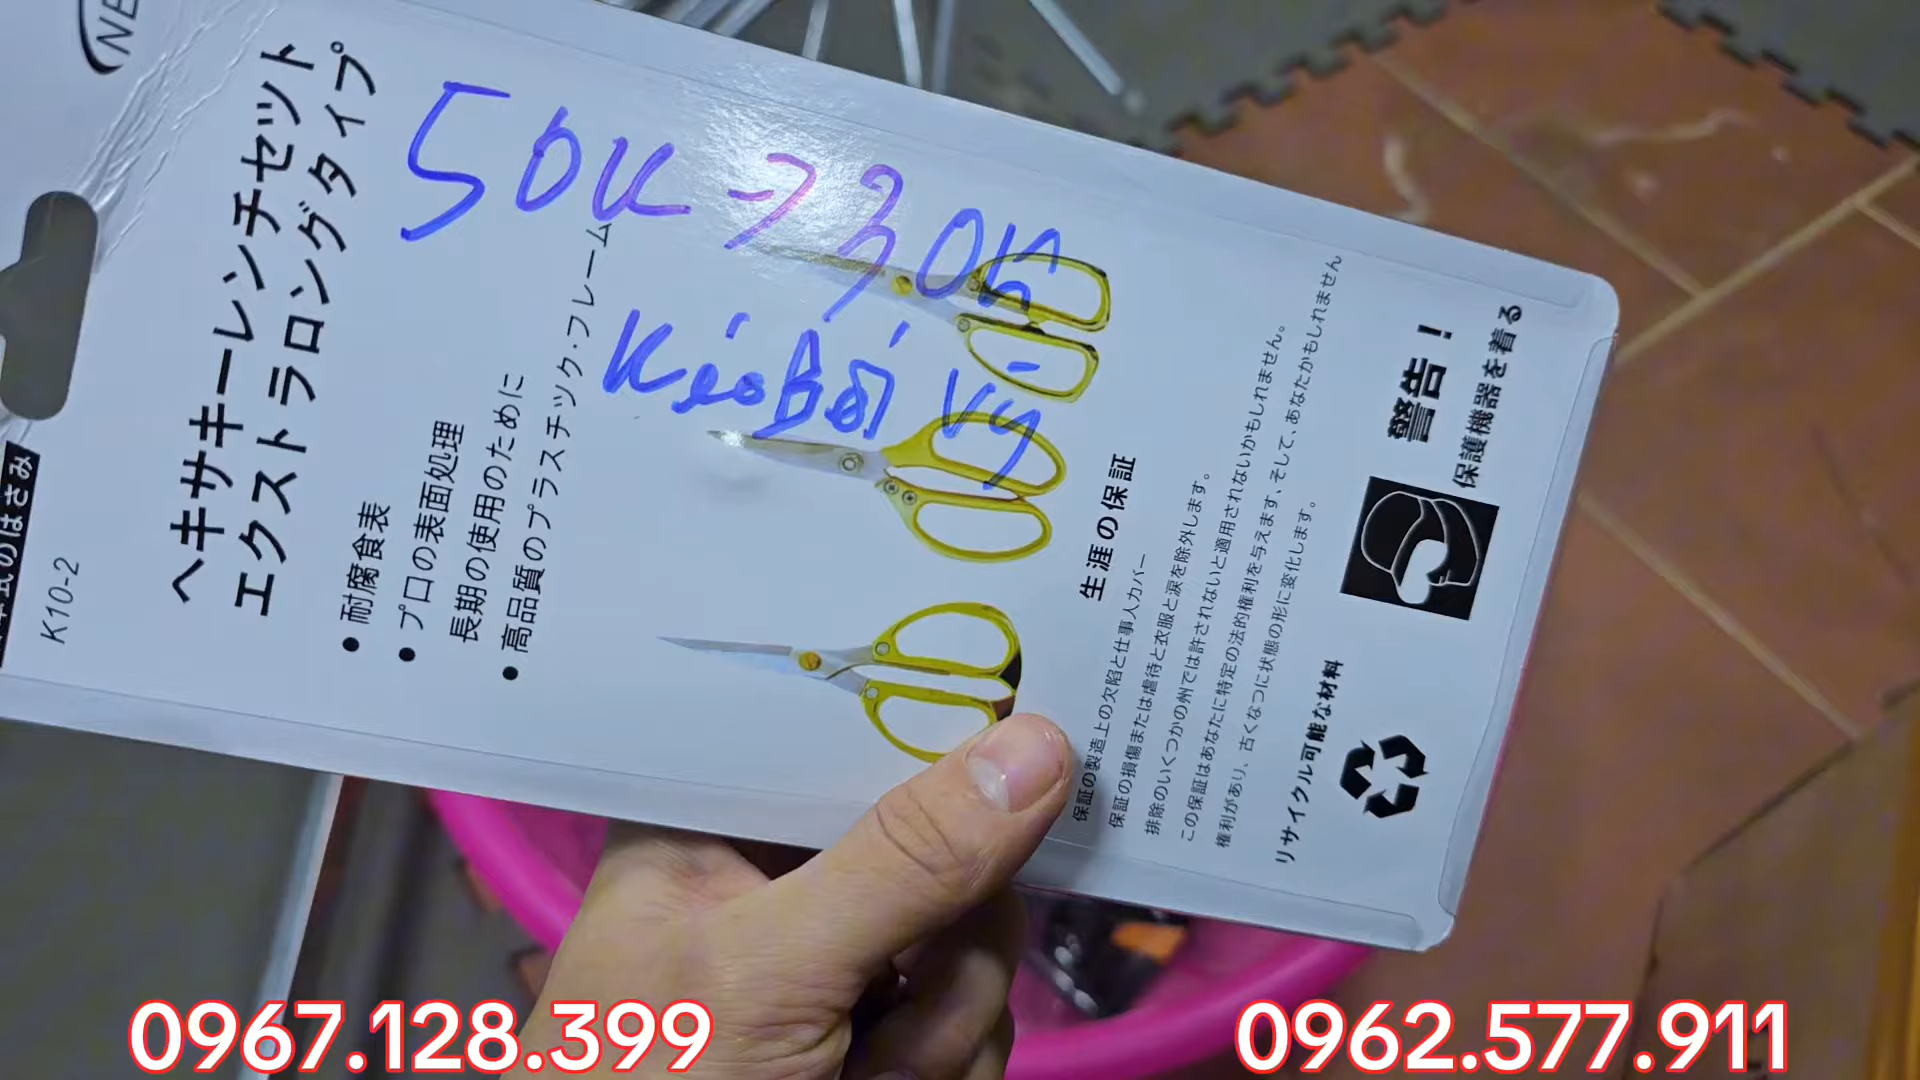 NE
K10-2
ヘキサキーレンチセット
エクストラロングタイプ
• 耐腐食表
• プロの表面処理
長期の使用のために
• 高品質のプラスチツク・フレーム
50K → 30K
Kéo Bói Vỹ
生涯の保証
保証の製造上の欠陥と仕事人カバー
保証の損傷または虐待と衣服と涙を除外します。
排除のいくつかの州では許されないと適用されないかもしれません。
この保証はあなたに特定の法的権利を与えます、そして、あなたかもしれません
権利があり、古くなつに状態の形に変化します。
警告!
保護機器を着る
リサイクル可能な材料
0967.128.399
0962.577.911